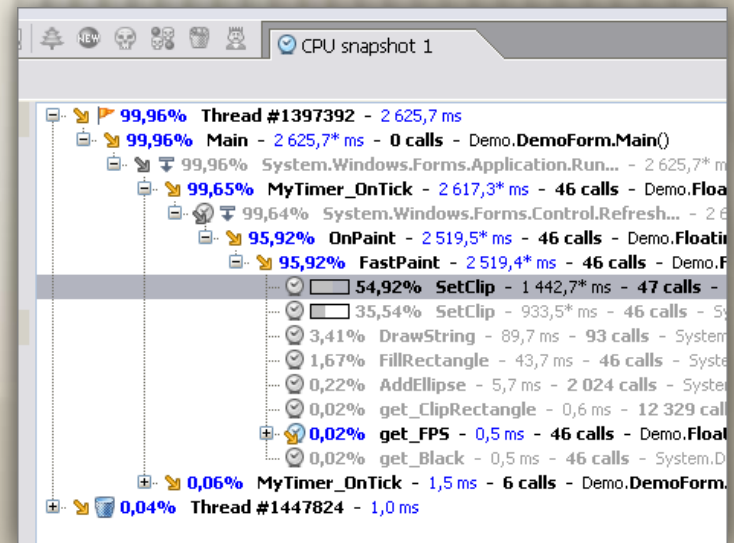 NEW
CPU snapshot 1
99,96% Thread #1397392 - 2 625,7 ms
99,96% Main - 2 625,7* ms - 0 calls - Demo.DemoForm.Main()
99,96% System.Windows.Forms.Application.Run... - 2 625,7* m
99,65% MyTimer_OnTick - 2 617,3* ms - 46 calls - Demo.Floa
99,64% System.Windows.Forms.Control.Refresh... - 2 6
95,92% OnPaint - 2 519,5* ms - 46 calls - Demo.Floati
95,92% FastPaint - 2 519,4* ms - 46 calls - Demo.F
54,92% SetClip - 1 442,7* ms - 47 calls -
35,54% SetClip - 933,5* ms - 46 calls - Sy
3,41% DrawString - 89,7 ms - 93 calls - System
1,67% FillRectangle - 43,7 ms - 46 calls - Syste
0,22% AddEllipse - 5,7 ms - 2 024 calls - Syste
0,02% get_ClipRectangle - 0,6 ms - 12 329 call
0,02% get_FPS - 0,5 ms - 46 calls - Demo.Float
0,02% get_Black - 0,5 ms - 46 calls - System.D
0,06% MyTimer_OnTick - 1,5 ms - 6 calls - Demo.DemoForm.
0,04% Thread #1447824 - 1,0 ms